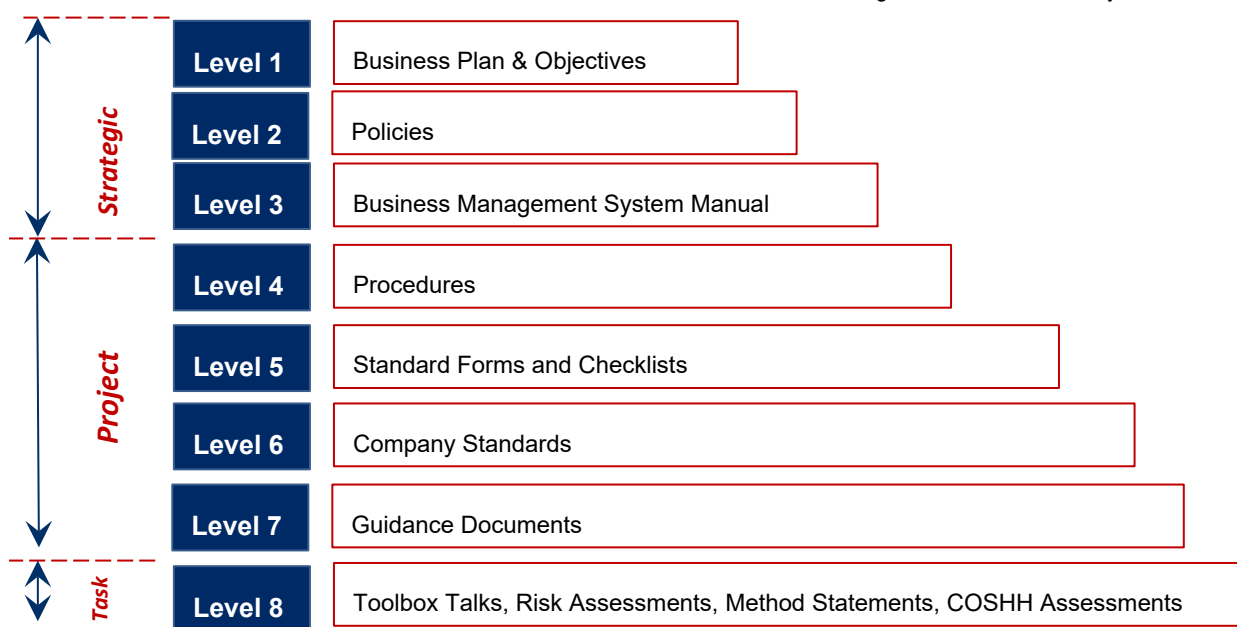 Level 1
Business Plan & Objectives
Level 2
Policies
Strategic
Level 3
Business Management System Manual
Level 4
Procedures
Level 5
Standard Forms and Checklists
Project
Level 6
Company Standards
Level 7
Guidance Documents
Task
Level 8
Toolbox Talks, Risk Assessments, Method Statements, COSHH Assessments